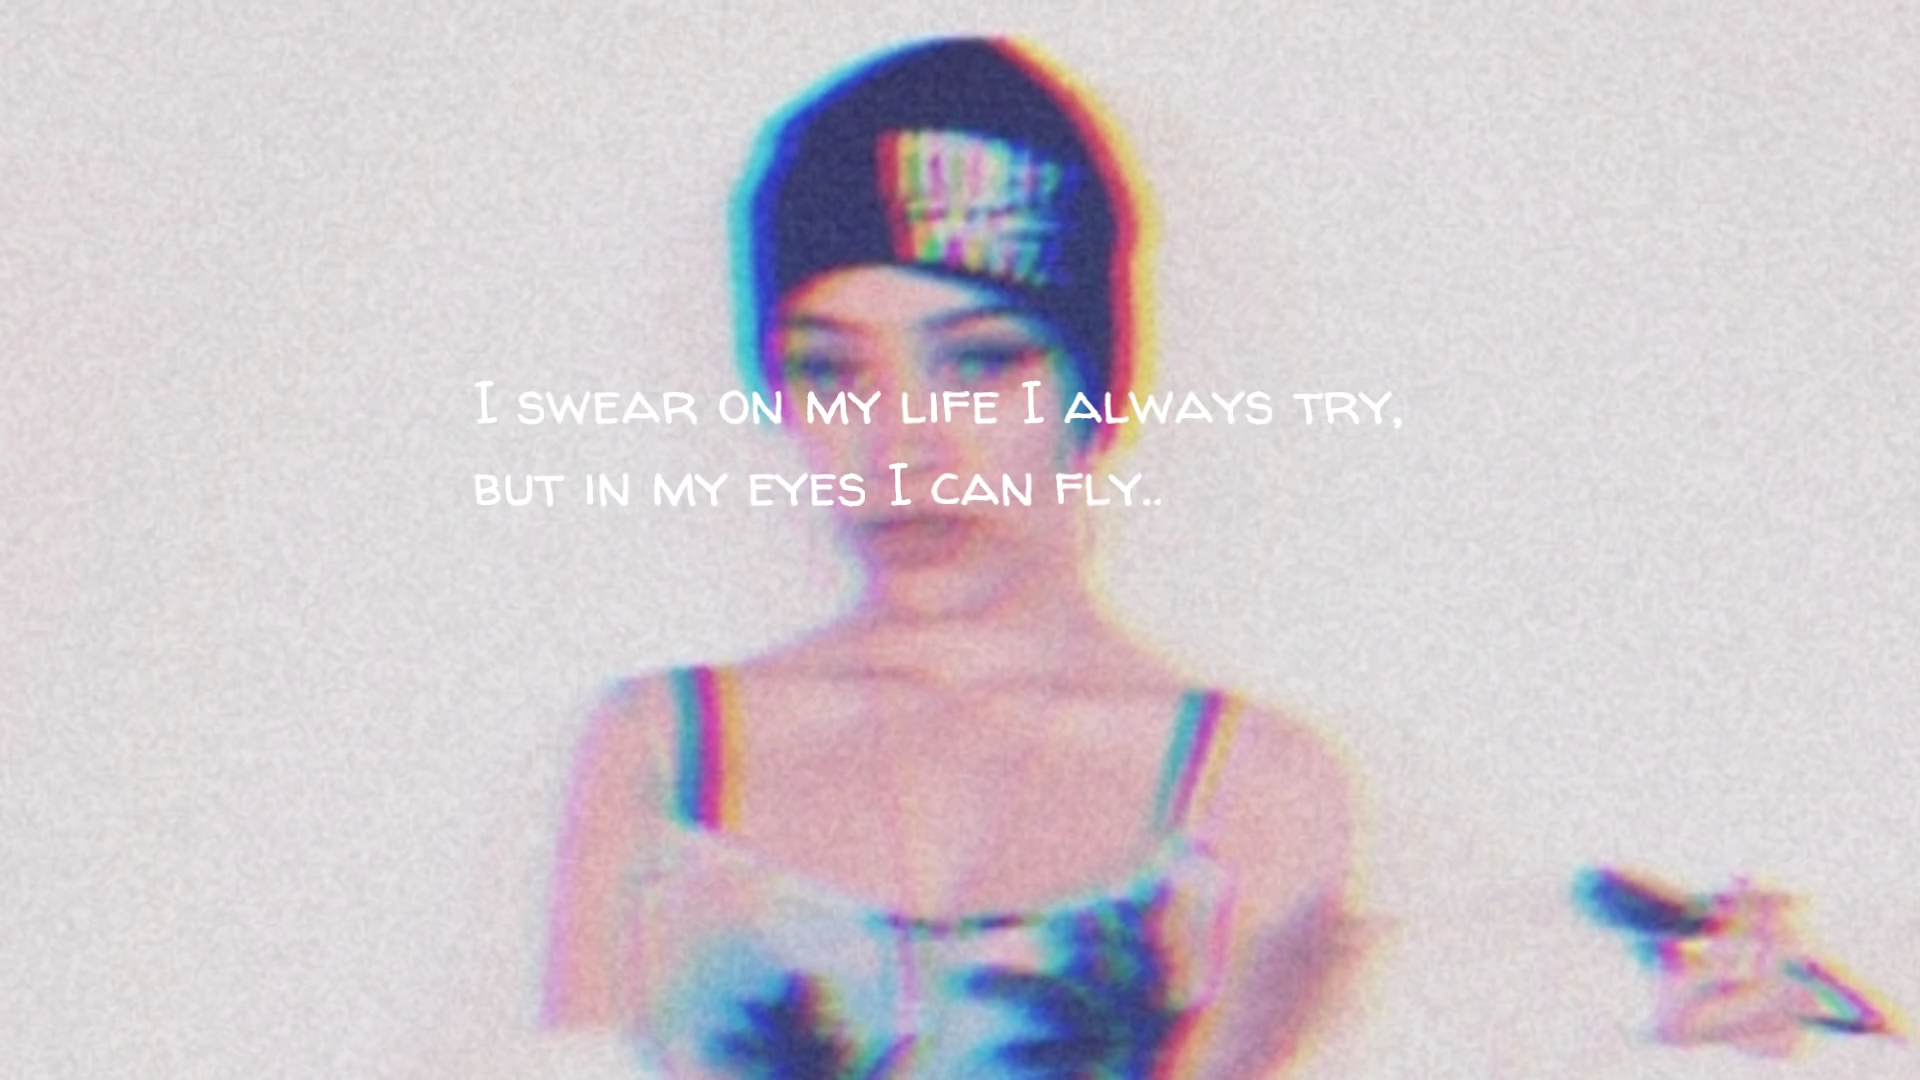 I SWEAR ON MY LIFE I ALWAYS TRY,
BUT IN MY EYES I CAN FLY..